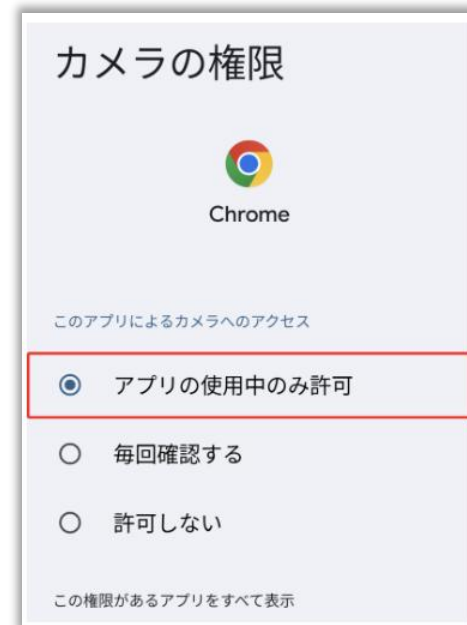 カメラの権限
Chrome
このアプリによるカメラへのアクセス
アプリの使用中のみ許可
毎回確認する
許可しない
この権限があるアプリをすべて表示